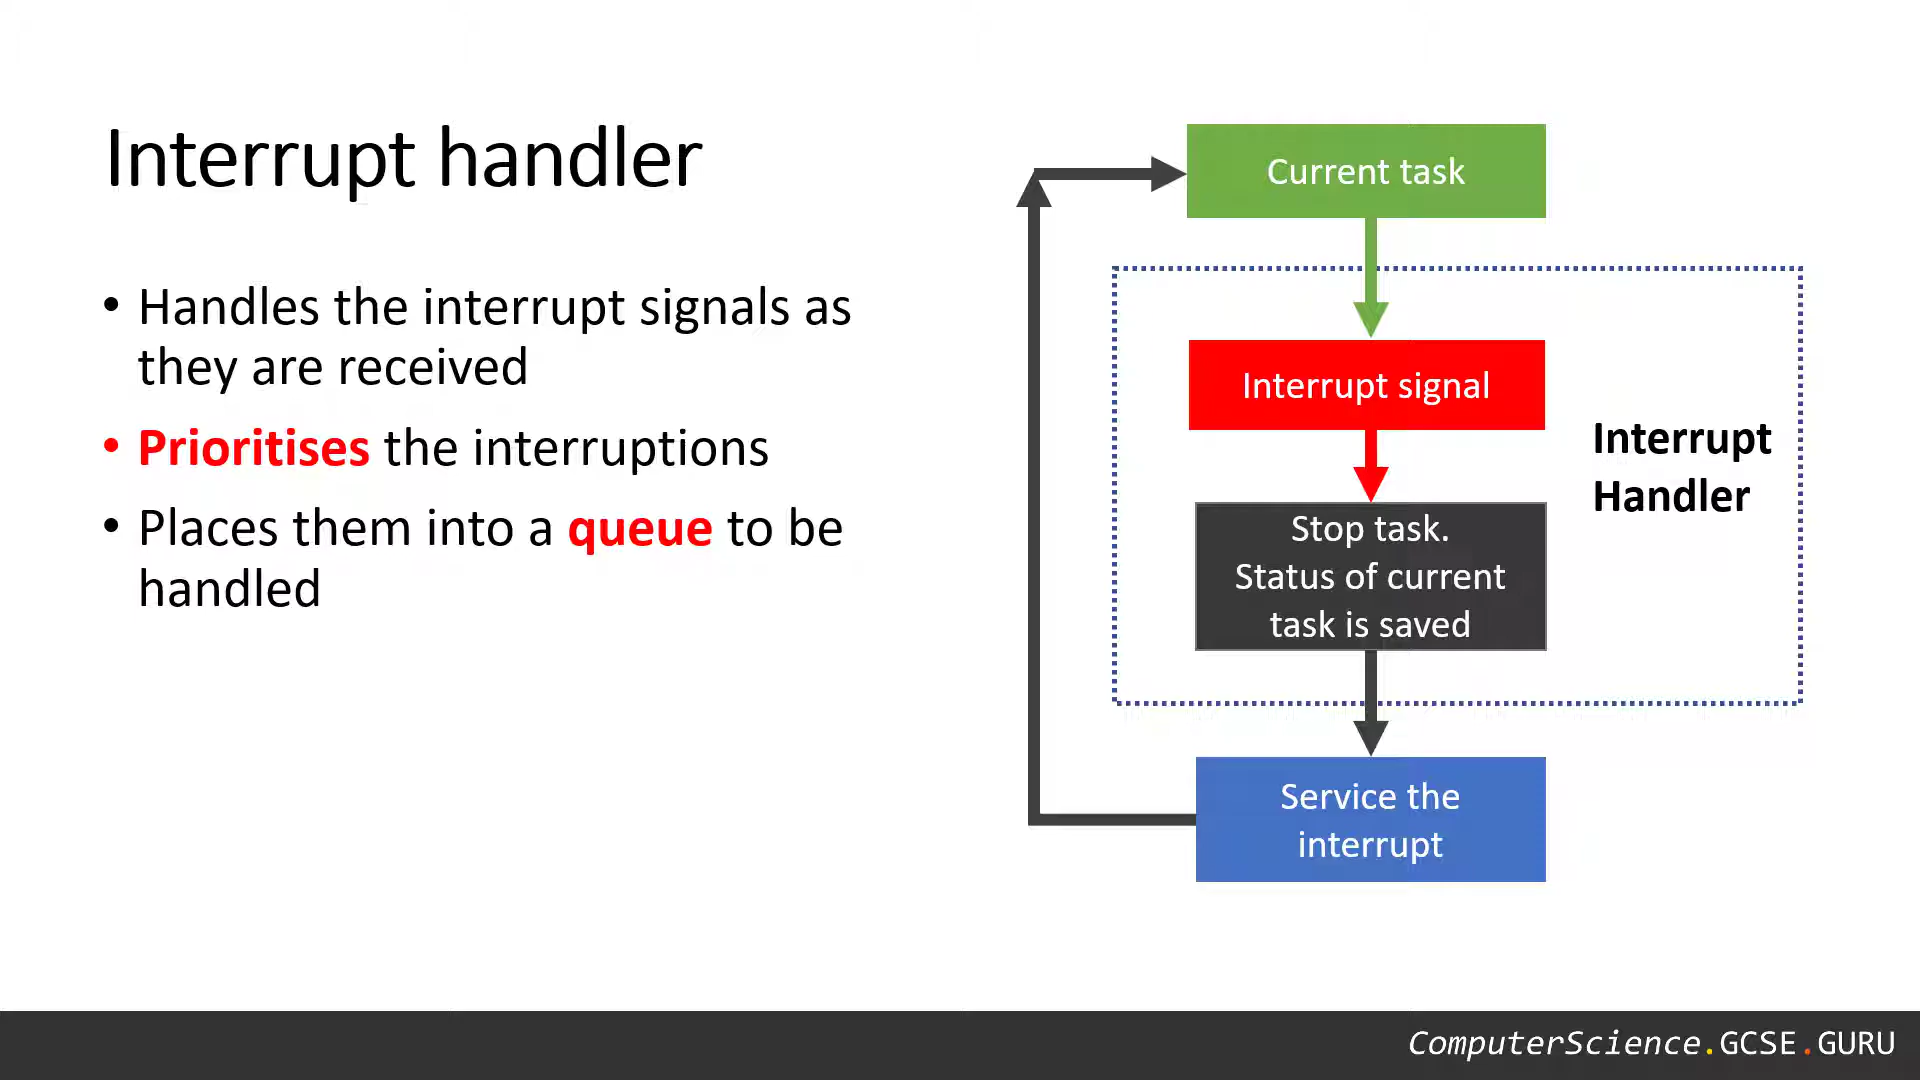 Interrupt handler
• Handles the interrupt signals as
they are received
• Prioritises the interruptions
• Places them into a queue to be
handled
Current task
Interrupt signal
Stop task.
Status of current
task is saved
Interrupt
Handler
Service the
interrupt
ComputerScience.GCSE.GURU